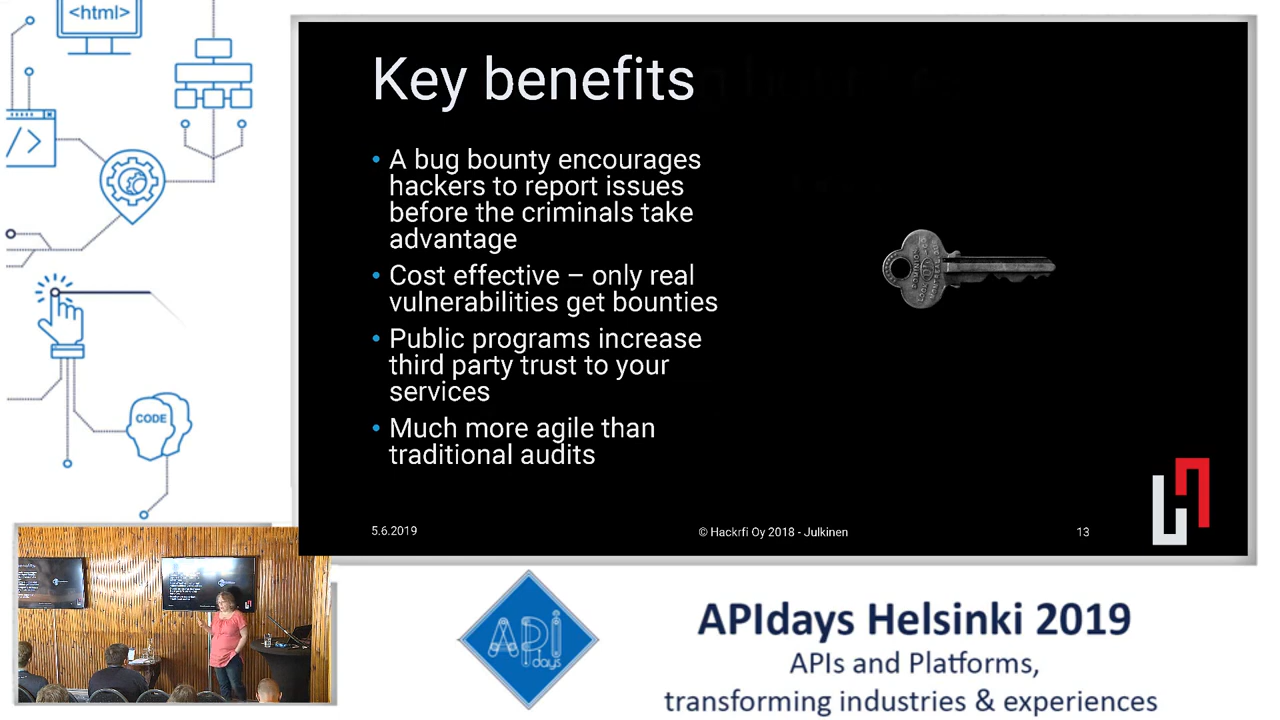 <html>
</>
CODE
Key benefits
• A bug bounty encourages
hackers to report issues
before the criminals take
advantage
• Cost effective – only real
vulnerabilities get bounties
• Public programs increase
third party trust to your
services
• Much more agile than
traditional audits
5.6.2019
© Hackrfi Oy 2018 - Julkinen
13
API
days
APIdays Helsinki 2019
APIs and Platforms,
transforming industries & experiences